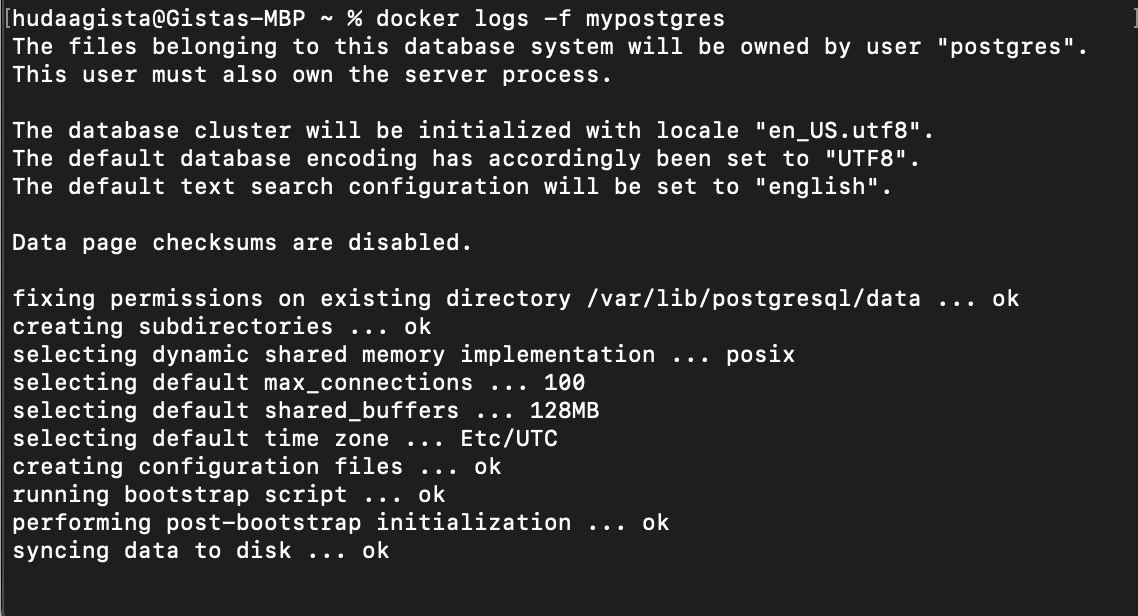 [hudaagista@Gistas-MBP ~ % docker logs -f mypostgres ]
The files belonging to this database system will be owned by user "postgres".
This user must also own the server process.

The database cluster will be initialized with locale "en_US.utf8".
The default database encoding has accordingly been set to "UTF8".
The default text search configuration will be set to "english".

Data page checksums are disabled.

fixing permissions on existing directory /var/lib/postgresql/data ... ok
creating subdirectories ... ok
selecting dynamic shared memory implementation ... posix
selecting default max_connections ... 100
selecting default shared_buffers ... 128MB
selecting default time zone ... Etc/UTC
creating configuration files ... ok
running bootstrap script ... ok
performing post-bootstrap initialization ... ok
syncing data to disk ... ok